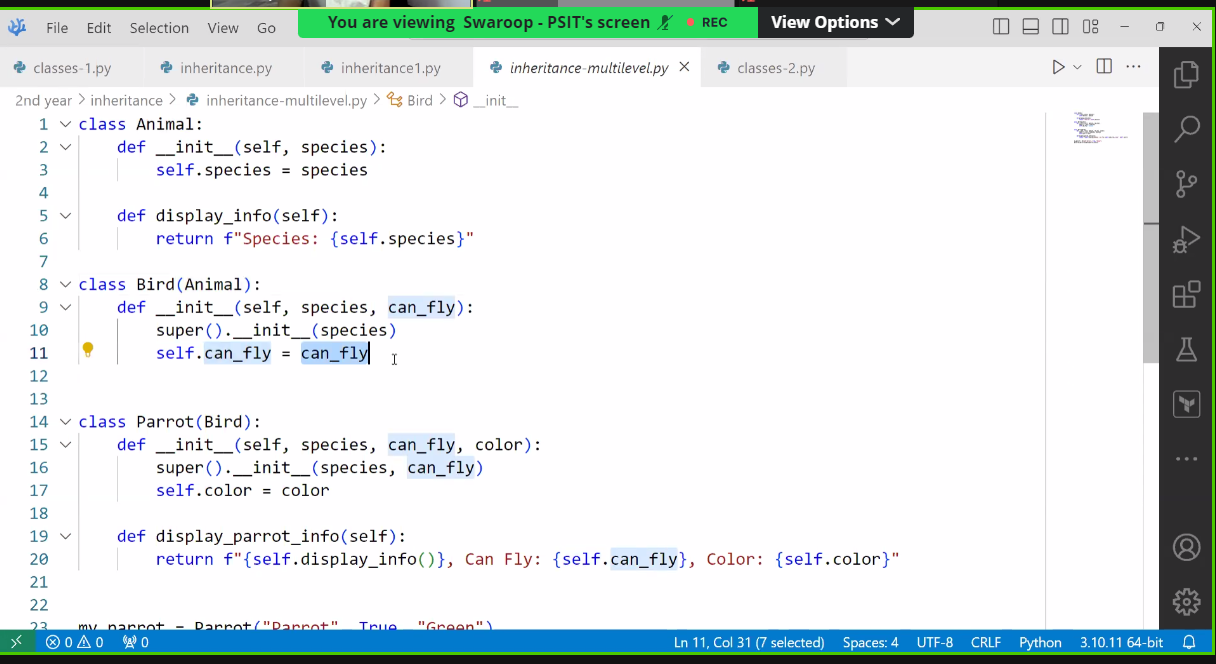 You are viewing Swaroop - PSIT's screen REC View Options
File Edit Selection View Go
classes-1.py inheritance.py inheritance1.py inheritance-multilevel.py classes-2.py
2nd year > inheritance > inheritance-multilevel.py > Bird > __init__
1 class Animal:
2 def __init__(self, species):
3 self.species = species
4
5 def display_info(self):
6 return f"Species: {self.species}"
7
8 class Bird(Animal):
9 def __init__(self, species, can_fly):
10 super().__init__(species)
11 self.can_fly = can_fly
12
13
14 class Parrot(Bird):
15 def __init__(self, species, can_fly, color):
16 super().__init__(species, can_fly)
17 self.color = color
18
19 def display_parrot_info(self):
20 return f"{self.display_info()}, Can Fly: {self.can_fly}, Color: {self.color}"
21
22
23 my_parrot = Parrot("Parrot", True, "Green")
0 0 0 Ln 11, Col 31 (7 selected) Spaces: 4 UTF-8 CRLF Python 3.10.11 64-bit